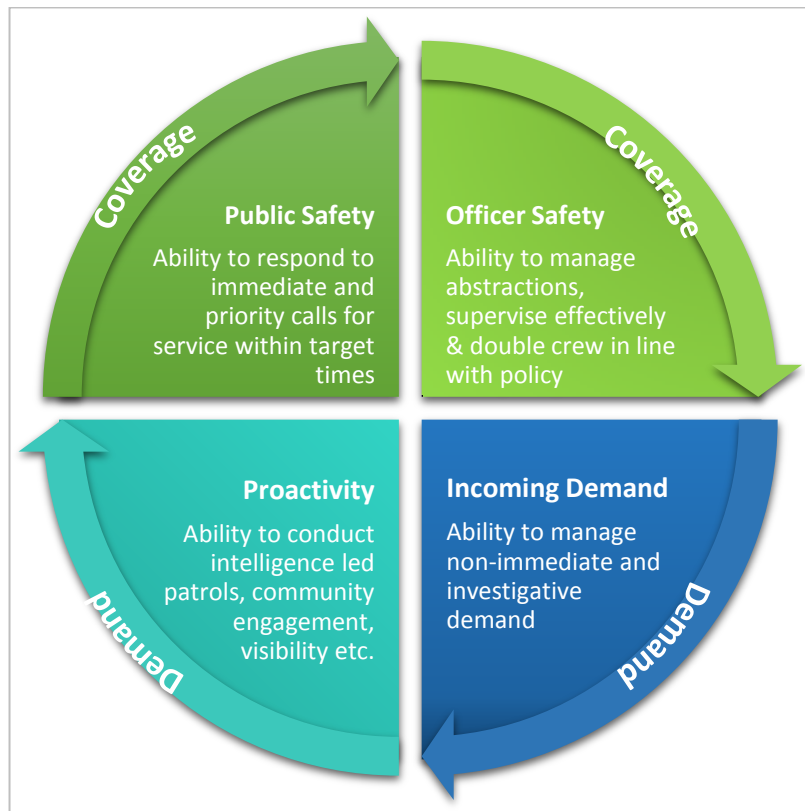 Coverage
Public Safety
Ability to respond to
immediate and
priority calls for
service within target
times
Coverage
Officer Safety
Ability to manage
abstractions,
supervise effectively
& double crew in line
with policy
Proactivity
Ability to conduct
intelligence led
patrols, community
engagement,
visibility etc.
Demand
Incoming Demand
Ability to manage
non-immediate and
investigative
demand
Demand